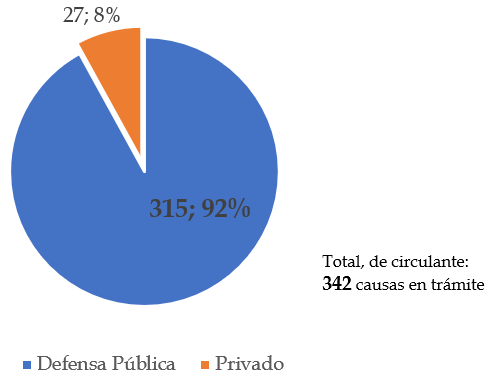 27; 8%
315; 92%
Total, de circulante:
342 causas en trámite
Defensa Pública
Privado